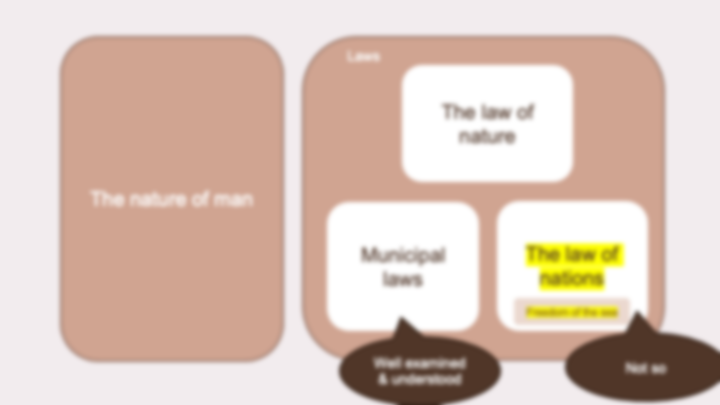 Laws
The law of
nature
The nature of man
Municipal
laws
The law of
nations
Freedom of the sea
Well examined
& understood
Not so